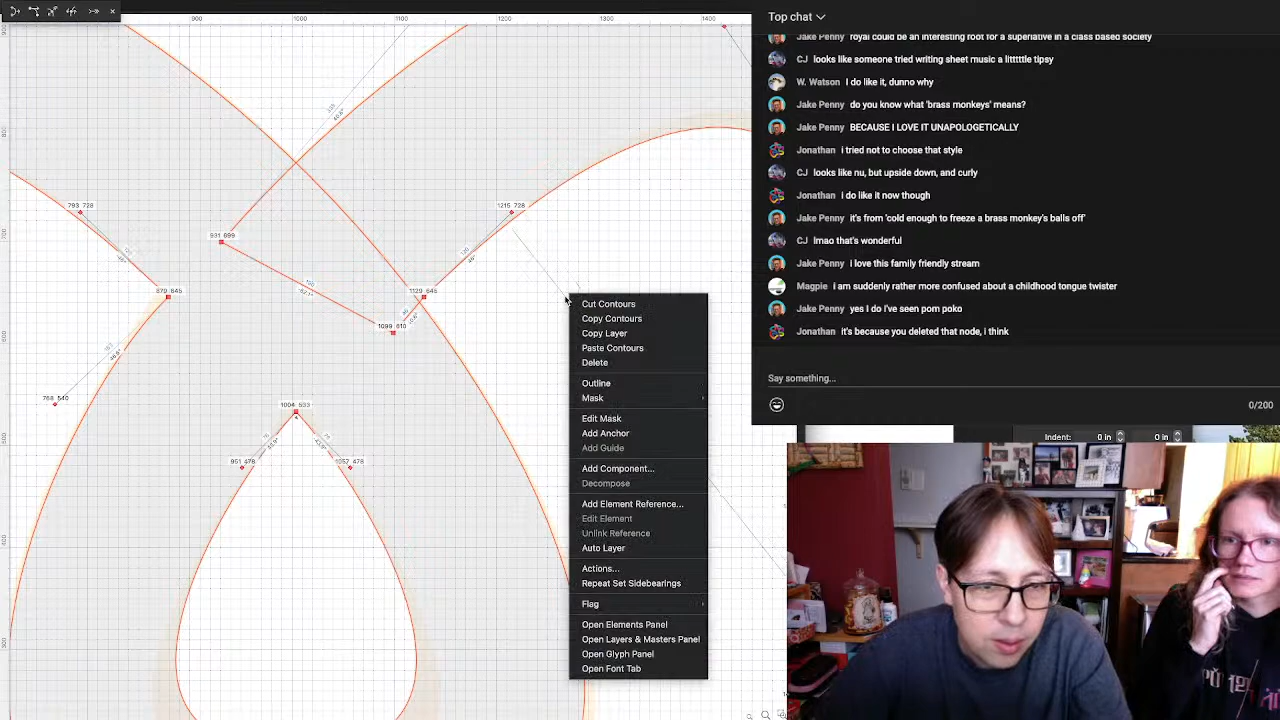 900
1000
1100
1200
1300
1400
793 728
1215 728
931 699
879 645
1129 645
1099 610
768 540
1004 533
951 478
1057 478
Cut Contours
Copy Contours
Copy Layer
Paste Contours
Delete
Outline
Mask
Edit Mask
Add Anchor
Add Guide
Add Component...
Decompose
Add Element Reference...
Edit Element
Unlink Reference
Auto Layer
Actions...
Repeat Set Sidebearings
Flag
Open Elements Panel
Open Layers & Masters Panel
Open Glyph Panel
Open Font Tab
Top chat
Jake Penny royal could be an interesting root for a superlative in a class based society
CJ looks like someone tried writing sheet music a litttttle tipsy
W. Watson I do like it, dunno why
Jake Penny do you know what 'brass monkeys' means?
Jake Penny BECAUSE I LOVE IT UNAPOLOGETICALLY
Jonathan i tried not to choose that style
CJ looks like nu, but upside down, and curly
Jonathan i do like it now though
Jake Penny it's from 'cold enough to freeze a brass monkey's balls off'
CJ lmao that's wonderful
Jake Penny i love this family friendly stream
Magpie i am suddenly rather more confused about a childhood tongue twister
Jake Penny yes I do i've seen pom poko
Jonathan it's because you deleted that node, i think
Say something...
0/200
Indent: 0 in 0 in